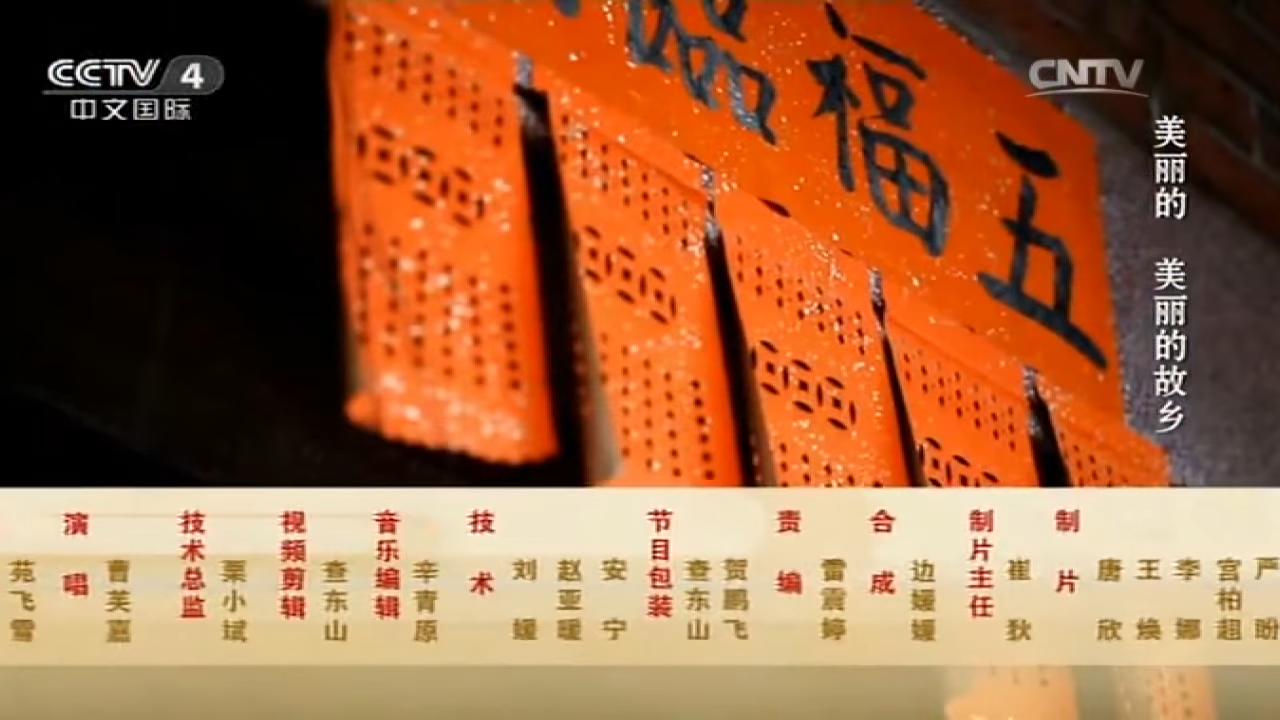 CCTV 4
中文国际
CNTV
五福臨
美丽的 美丽的故乡
苑飞雪
演唱
曹芙嘉
技术总监
栗小斌
视频剪辑
查东山
音乐编辑
辛青原
技术
刘媛
赵亚暖
安宁
节目包装
查东山
贺鹏飞
责编
雷震婷
合成
边媛媛
制片主任
崔狄
制片
唐欣
王焕
李娜
宫柏超
严盼